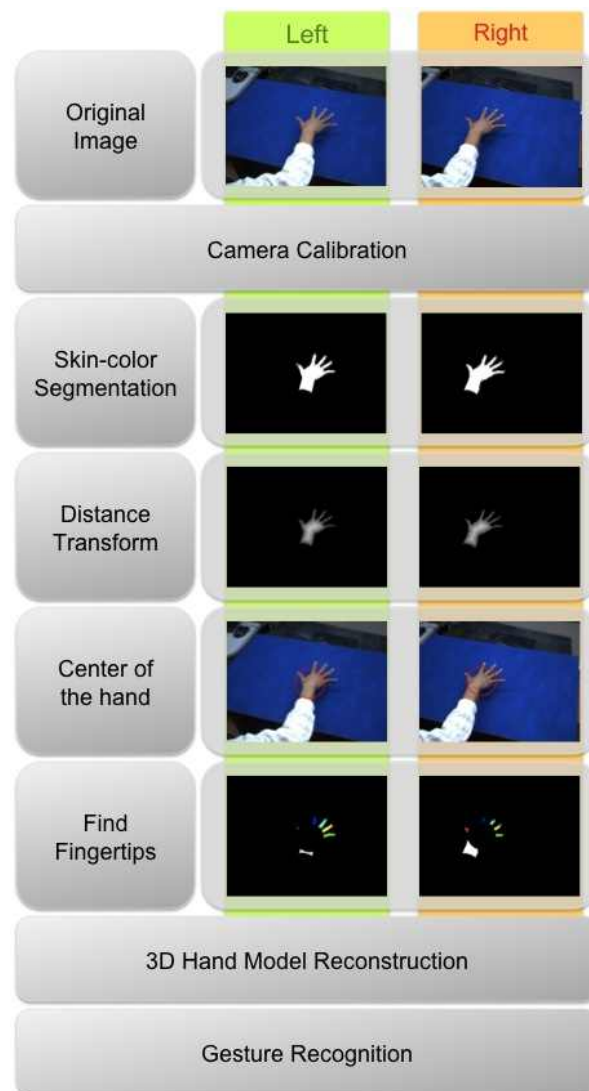 Left
Right
Original
Image
Camera Calibration
Skin-color
Segmentation
Distance
Transform
Center of
the hand
Find
Fingertips
3D Hand Model Reconstruction
Gesture Recognition